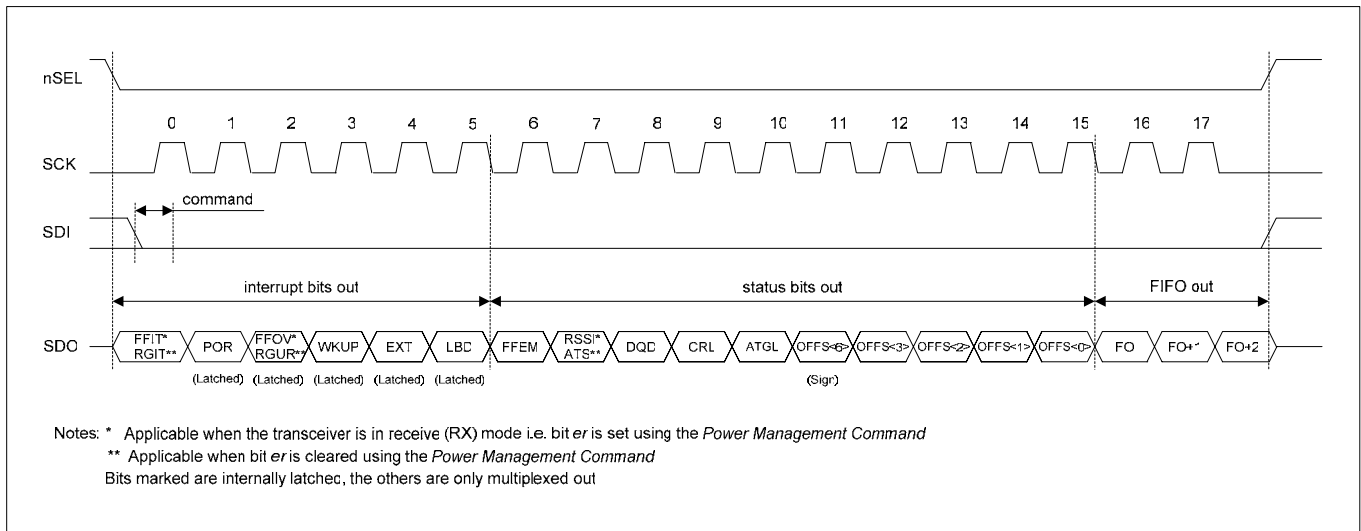 nSEL
0 1 2 3 4 5 6 7 8 9 10 11 12 13 14 15 16 17
SCK
command
SDI
interrupt bits out status bits out FIFO out
SDO
FFIT*
RGIT**
POR
FFOV*
RGUR**
WKUP
EXT
LBD
FFEM
RSSI*
ATS**
DQD
CRL
ATGL
OFFS<6>
OFFS<3>
OFFS<2>
OFFS<1>
OFFS<0>
FO
FO+1
FO+2
(Latched) (Latched) (Latched) (Latched) (Latched) (Sign)
Notes: * Applicable when the transceiver is in receive (RX) mode i.e. bit er is set using the Power Management Command
** Applicable when bit er is cleared using the Power Management Command
Bits marked are internally latched, the others are only multiplexed out